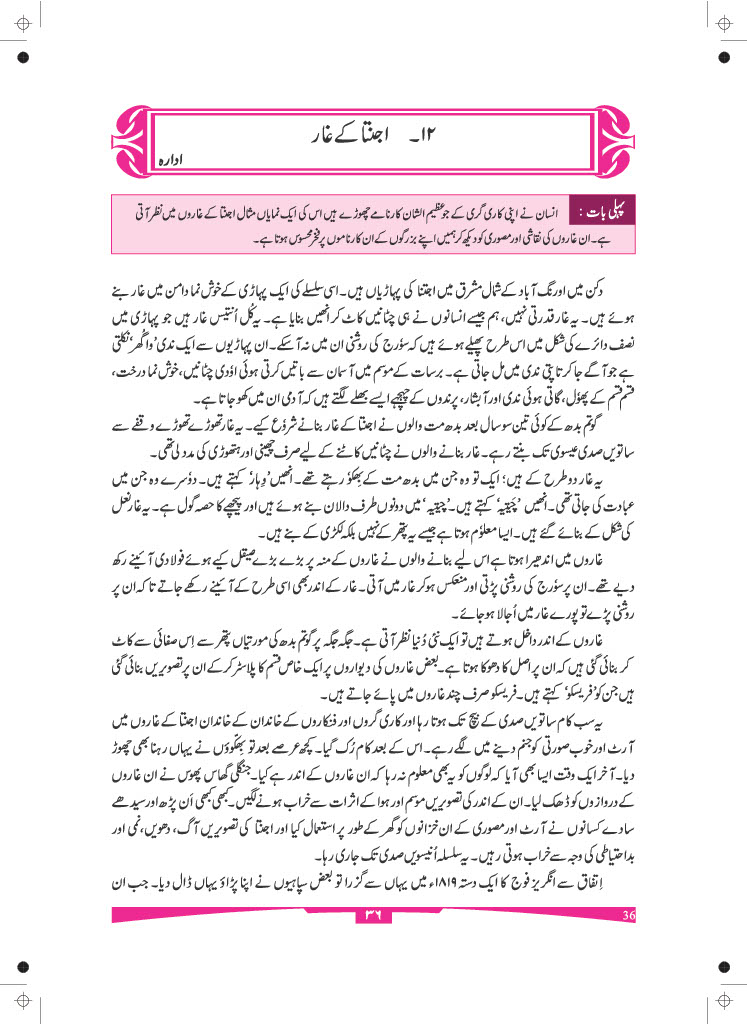 ۱۲۔ اجنتا کے غار
ادارہ
پہلی بات : انسان نے اپنی کاری گری کے جو عظیم الشان کارنامے چھوڑے ہیں اس کی ایک نمایاں مثال اجنتا کے غاروں میں نظر آتی
ہے۔ ان غاروں کی نقاشی اور مصوری کو دیکھ کر ہمیں اپنے بزرگوں کے ان کارناموں پر فخر محسوس ہوتا ہے۔
دکن میں اورنگ آباد کے شمال مشرق میں اجنتا کی پہاڑیاں ہیں۔ اسی سلسلے کی ایک پہاڑی کے خوش نما دامن میں غار بنے
ہوئے ہیں۔ یہ غار قدرتی نہیں، ہم جیسے انسانوں نے ہی چٹانیں کاٹ کر انھیں بنایا ہے۔ یہ کُل اُنتیس غار ہیں جو پہاڑی میں
نصف دائرے کی شکل میں اس طرح پھیلے ہوئے ہیں کہ سوٗرج کی روشنی ان میں نہ آسکے۔ ان پہاڑیوں سے ایک ندی 'واگُھر' نکلتی
ہے جو آگے جا کر تاپتی ندی میں مل جاتی ہے۔ برسات کے موسم میں آسمان سے باتیں کرتی ہوئی اوٗدی چٹانیں، خوش نما درخت،
قسم قسم کے پھوٗل، گاتی ہوئی ندی اور آبشار، پرندوں کے چہچہے ایسے بھلے لگتے ہیں کہ آدمی ان میں کھو جاتا ہے۔
گوتم بدھ کے کوئی تین سو سال بعد بدھ مت والوں نے اجنتا کے غار بنانے شروٗع کیے۔ یہ غار تھوڑے تھوڑے وقفے سے
ساتویں صدی عیسوی تک بنتے رہے۔ غار بنانے والوں نے چٹانیں کاٹنے کے لیے صرف چھینی اور ہتھوڑی کی مدد لی تھی۔
یہ غار دو طرح کے ہیں؛ ایک تو وہ جن میں بدھ مت کے بھکوٗ رہتے تھے۔ انھیں 'وِہار' کہتے ہیں۔ دوٗسرے وہ جن میں
عبادت کی جاتی تھی۔ انھیں 'چَیتیہ' کہتے ہیں۔ 'چَیتیہ' میں دونوں طرف دالان بنے ہوئے ہیں اور پیچھے کا حصہ گول ہے۔ یہ غار نعل
کی شکل کے بنائے گئے ہیں۔ ایسا معلوٗم ہوتا ہے جیسے یہ پتھر کے نہیں بلکہ لکڑی کے بنے ہیں۔
غاروں میں اندھیرا ہوتا ہے اس لیے بنانے والوں نے غاروں کے منہ پر بڑے بڑے صیقل کیے ہوئے فولادی آئینے رکھ
دیے تھے۔ ان پر سوٗرج کی روشنی پڑتی اور منعکس ہوکر غار میں آتی۔ غار کے اندر بھی اسی طرح کے آئینے رکھے جاتے تاکہ ان پر
روشنی پڑے تو پورے غار میں اُجالا ہو جائے۔
غاروں کے اندر داخل ہوتے ہیں تو ایک نئی دُنیا نظر آتی ہے۔ جگہ جگہ پر گوتم بدھ کی مورتیاں پتھر سے اِس صفائی سے کاٹ
کر بنائی گئی ہیں کہ ان پر اصل کا دھوکا ہوتا ہے۔ بعض غاروں کی دیواروں پر ایک خاص قسم کا پلاسٹر کرکے ان پر تصویریں بنائی گئی
ہیں جن کو 'فریسکو' کہتے ہیں۔ فریسکو صرف چند غاروں میں پائے جاتے ہیں۔
یہ سب کام ساتویں صدی کے بیچ تک ہوتا رہا اور کاری گروں اور فنکاروں کے خاندان کے خاندان اجنتا کے غاروں میں
آرٹ اور خوب صورتی کو جنم دینے میں لگے رہے۔ اس کے بعد کام رُک گیا۔ کچھ عرصے بعد تو بھِکّوؤں نے یہاں رہنا بھی چھوڑ
دیا۔ آخر ایک وقت ایسا بھی آیا کہ لوگوں کو یہ بھی معلوم نہ رہا کہ ان غاروں کے اندر ہے کیا۔ جنگلی گھاس پھوٗس نے ان غاروں
کے دروازوں کو ڈھک لیا۔ ان کے اندر کی تصویریں موسم اور ہوا کے اثرات سے خراب ہونے لگیں۔ کبھی کبھی اَن پڑھ اور سیدھے
سادے کسانوں نے آرٹ اور مصوری کے ان خزانوں کو گھر کے طور پر استعمال کیا اور اجنتا کی تصویریں آگ، دھویں، نمی اور
بداحتیاطی کی وجہ سے خراب ہوتی رہیں۔ یہ سلسلہ اُنیسویں صدی تک جاری رہا۔
اِتفاق سے انگریز فوج کا ایک دستہ ۱۸۱۹ء میں یہاں سے گزرا تو بعض سپاہیوں نے اپنا پڑاؤ یہاں ڈال دیا۔ جب ان
۳۶
36